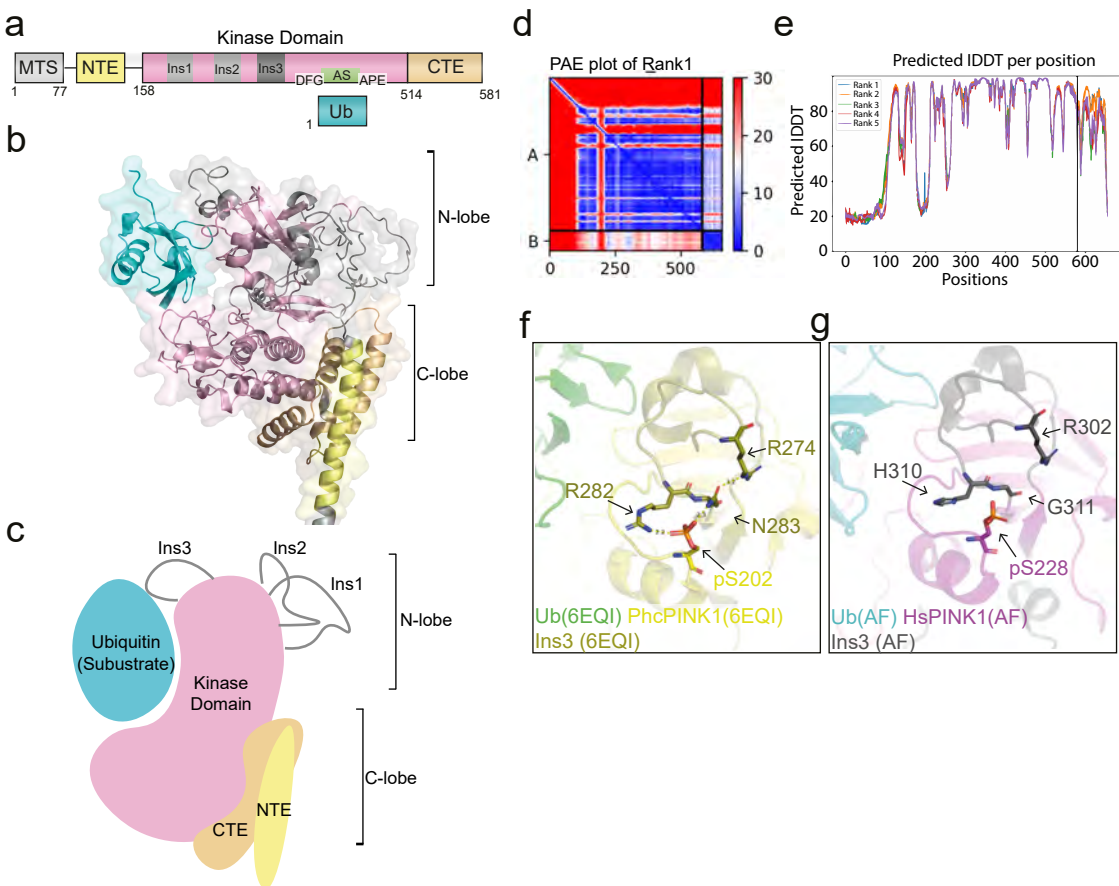 a
Kinase Domain
MTS NTE Ins1 Ins2 Ins3 DFG AS APE CTE
1 77 158 514 581
1 Ub
b
N-lobe
C-lobe
c
Ins3 Ins2 Ins1
N-lobe
Ubiquitin
(Subustrate)
Kinase
Domain
C-lobe
NTE
CTE
d
PAE plot of Rank1
A
B
0 250 500
30
20
10
0
e
Predicted lDDT per position
Rank 1
Rank 2
Rank 3
Rank 4
Rank 5
Predicted lDDT
80
60
40
20
0
0 100 200 300 400 500 600
Positions
f
R274
R282
N283
pS202
Ub(6EQI) PhcPINK1(6EQI)
Ins3 (6EQI)
g
R302
H310
G311
pS228
Ub(AF) HsPINK1(AF)
Ins3 (AF)